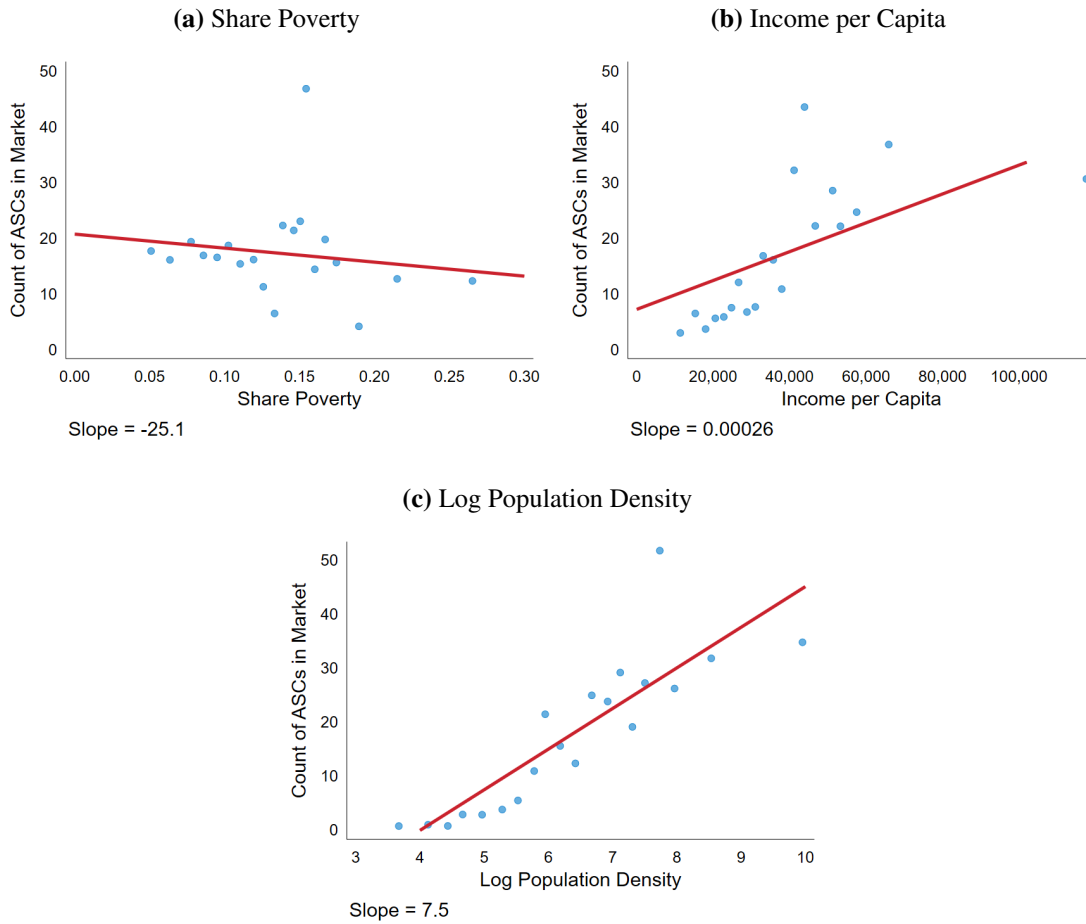 (a) Share Poverty
Count of ASCs in Market
50
40
30
20
10
0
0.00 0.05 0.10 0.15 0.20 0.25 0.30
Share Poverty
Slope = -25.1
(b) Income per Capita
Count of ASCs in Market
50
40
30
20
10
0
0 20,000 40,000 60,000 80,000 100,000
Income per Capita
Slope = 0.00026
(c) Log Population Density
Count of ASCs in Market
50
40
30
20
10
0
3 4 5 6 7 8 9 10
Log Population Density
Slope = 7.5